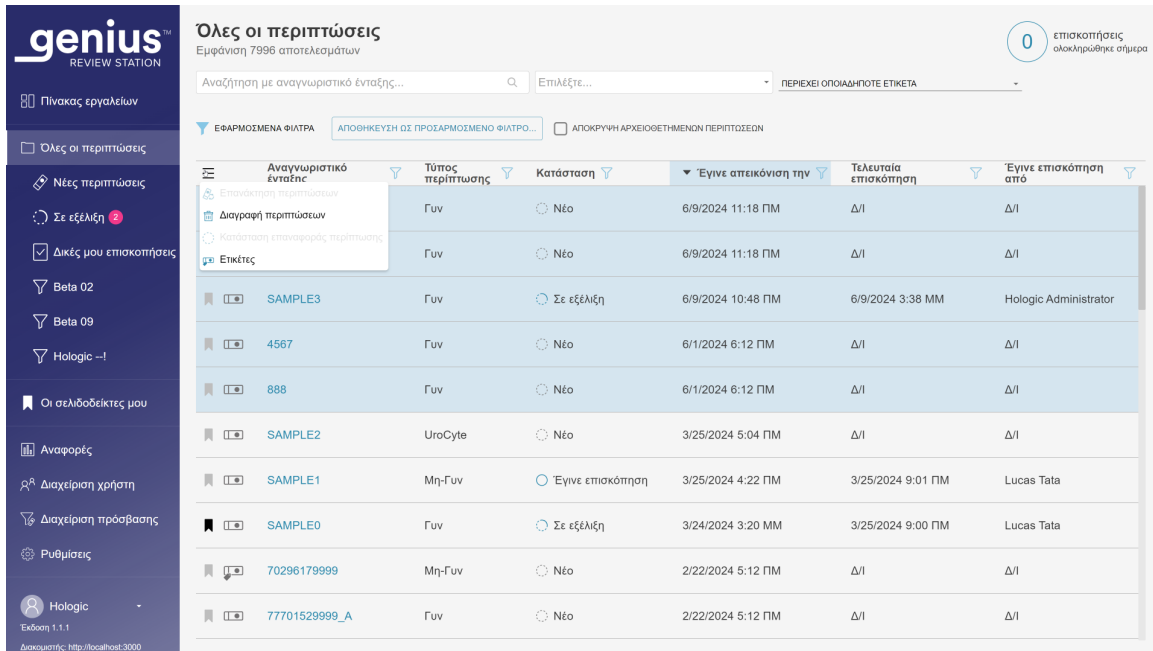 genius™
REVIEW STATION
Πίνακας εργαλείων
Όλες οι περιπτώσεις
Νέες περιπτώσεις
Σε εξέλιξη 2
Δικές μου επισκοπήσεις
Beta 02
Beta 09
Hologic --!
Οι σελιδοδείκτες μου
Αναφορές
Διαχείριση χρήστη
Διαχείριση πρόσβασης
Ρυθμίσεις
Hologic
Έκδοση 1.1.1
Διακομιστής: http://localhost:3000
Όλες οι περιπτώσεις
Εμφάνιση 7996 αποτελεσμάτων
0 επισκοπήσεις
ολοκληρώθηκε σήμερα
Αναζήτηση με αναγνωριστικό ένταξης... Επιλέξτε... ΠΕΡΙΕΧΕΙ ΟΠΟΙΑΔΗΠΟΤΕ ΕΤΙΚΕΤΑ
ΕΦΑΡΜΟΣΜΕΝΑ ΦΙΛΤΡΑ ΑΠΟΘΗΚΕΥΣΗ ΩΣ ΠΡΟΣΑΡΜΟΣΜΕΝΟ ΦΙΛΤΡΟ... ΑΠΟΚΡΥΨΗ ΑΡΧΕΙΟΘΕΤΗΜΕΝΩΝ ΠΕΡΙΠΤΩΣΕΩΝ
Αναγνωριστικό ένταξης Τύπος περίπτωσης Κατάσταση Έγινε απεικόνιση την Τελευταία επισκόπηση Έγινε επισκόπηση από
Επανάκτηση περιπτώσεων
Διαγραφή περιπτώσεων
Κατάσταση επαναφοράς περίπτωσης
Ετικέτες
Γυν Νέο 6/9/2024 11:18 ΠΜ Δ/Ι Δ/Ι
Γυν Νέο 6/9/2024 11:18 ΠΜ Δ/Ι Δ/Ι
SAMPLE3 Γυν Σε εξέλιξη 6/9/2024 10:48 ΠΜ 6/9/2024 3:38 ΜΜ Hologic Administrator
4567 Γυν Νέο 6/1/2024 6:12 ΠΜ Δ/Ι Δ/Ι
888 Γυν Νέο 6/1/2024 6:12 ΠΜ Δ/Ι Δ/Ι
SAMPLE2 UroCyte Νέο 3/25/2024 5:04 ΠΜ Δ/Ι Δ/Ι
SAMPLE1 Μη-Γυν Έγινε επισκόπηση 3/25/2024 4:22 ΠΜ 3/25/2024 9:01 ΠΜ Lucas Tata
SAMPLE0 Γυν Σε εξέλιξη 3/24/2024 3:20 ΜΜ 3/25/2024 9:00 ΠΜ Lucas Tata
70296179999 Μη-Γυν Νέο 2/22/2024 5:12 ΠΜ Δ/Ι Δ/Ι
77701529999_A Γυν Νέο 2/22/2024 5:12 ΠΜ Δ/Ι Δ/Ι